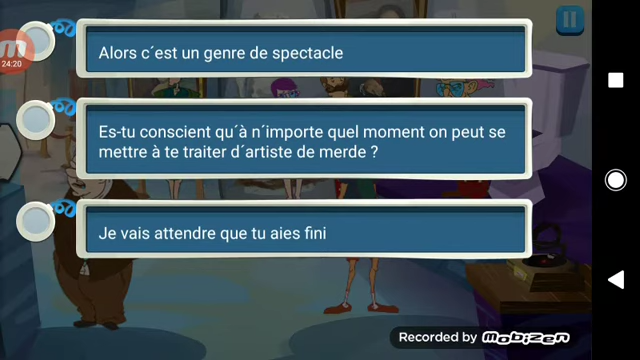 24:20
Alors c´est un genre de spectacle
Es-tu conscient qu´à n´importe quel moment on peut se
mettre à te traiter d´artiste de merde ?
Je vais attendre que tu aies fini
Recorded by mobizen